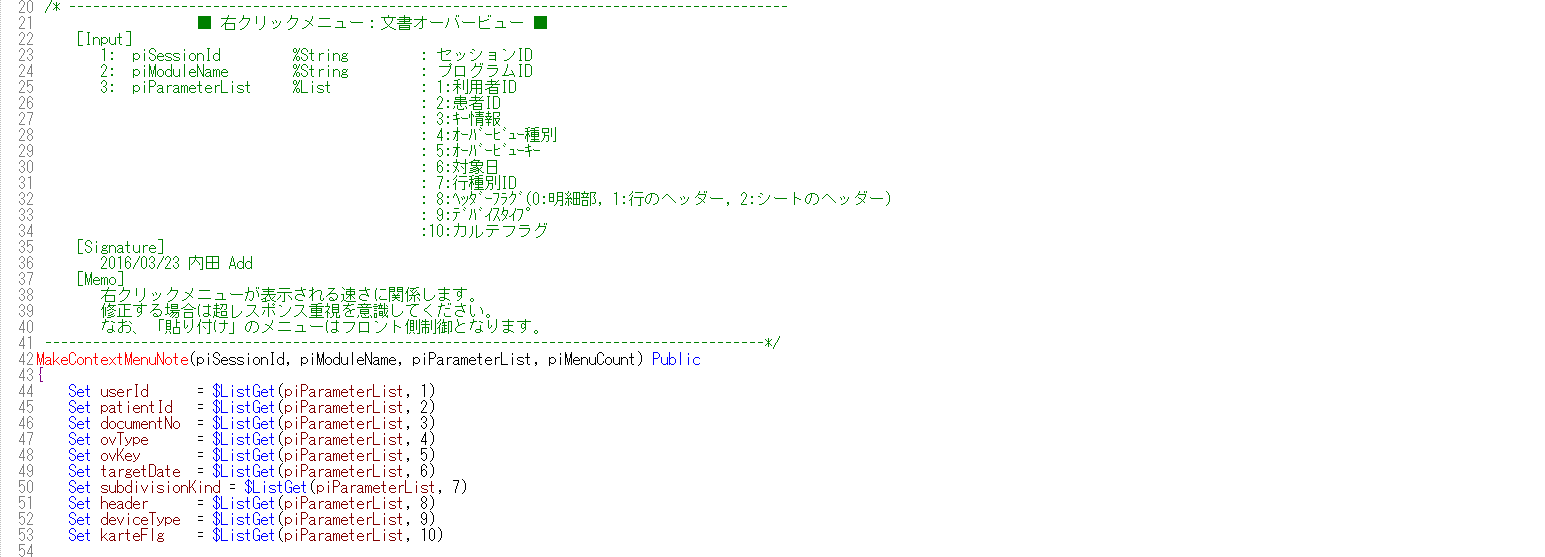 20 /* ------------------------------------------------------------------------------------------
21 ■ 右クリックメニュー：文書オーバービュー ■
22 [Input]
23 1: piSessionId %String : セッションID
24 2: piModuleName %String : プログラムID
25 3: piParameterList %List : 1:利用者ID
26 : 2:患者ID
27 : 3:ｷｰ情報
28 : 4:ｵｰﾊﾞｰﾋﾞｭｰ種別
29 : 5:ｵｰﾊﾞｰﾋﾞｭｰｷｰ
30 : 6:対象日
31 : 7:行種別ID
32 : 8:ﾍｯﾀﾞｰﾌﾗｸﾞ(0:明細部, 1:行のヘッダー, 2:シートのヘッダー)
33 : 9:ﾃﾞﾊﾞｲｽﾀｲﾌﾟ
34 :10:カルテフラグ
35 [Signature]
36 2016/03/23 内田 Add
37 [Memo]
38 右クリックメニューが表示される速さに関係します。
39 修正する場合は超レスポンス重視を意識してください。
40 なお、「貼り付け」のメニューはフロント側制御となります。
41 ------------------------------------------------------------------------------------------*/
42 MakeContextMenuNote(piSessionId, piModuleName, piParameterList, piMenuCount) Public
43 {
44 Set userId = $ListGet(piParameterList, 1)
45 Set patientId = $ListGet(piParameterList, 2)
46 Set documentNo = $ListGet(piParameterList, 3)
47 Set ovType = $ListGet(piParameterList, 4)
48 Set ovKey = $ListGet(piParameterList, 5)
49 Set targetDate = $ListGet(piParameterList, 6)
50 Set subdivisionKind = $ListGet(piParameterList, 7)
51 Set header = $ListGet(piParameterList, 8)
52 Set deviceType = $ListGet(piParameterList, 9)
53 Set karteFlg = $ListGet(piParameterList, 10)
54